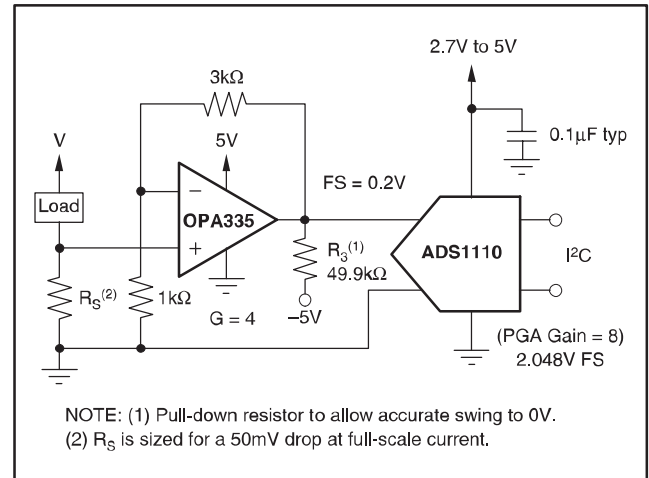 2.7V to 5V
3kΩ
0.1μF typ
V
5V
FS = 0.2V
Load
−
OPA335
+
R3(1)
49.9kΩ
ADS1110
I2C
RS(2)
1kΩ
G = 4
−5V
(PGA Gain = 8)
2.048V FS
NOTE: (1) Pull-down resistor to allow accurate swing to 0V.
(2) RS is sized for a 50mV drop at full-scale current.